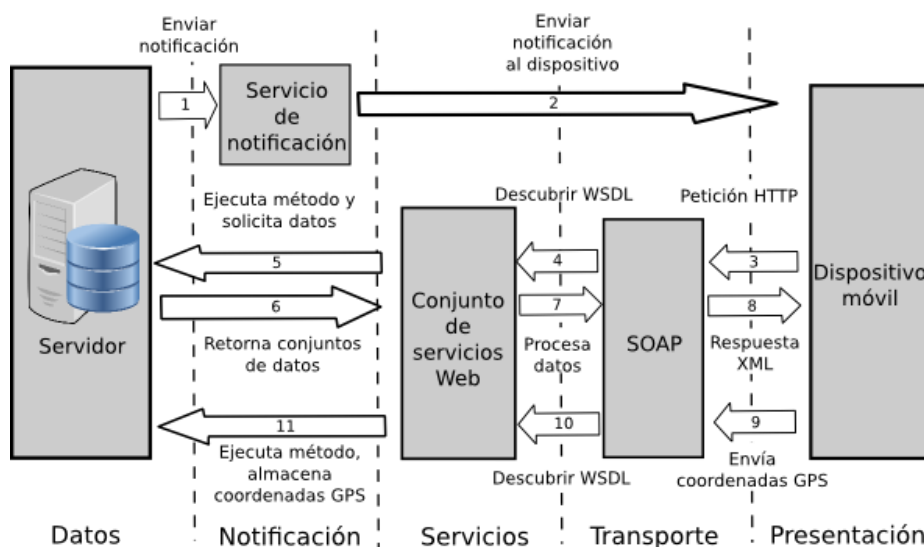 Enviar
notificación
Enviar
notificación
al dispositivo
1
Servicio
de
notificación
2
Ejecuta método y
solicita datos
Descubrir WSDL
Petición HTTP
5
4
3
Servidor
6
Conjunto
de
servicios
Web
7
SOAP
8
Dispositivo
móvil
Retorna conjuntos
de datos
Procesa
datos
Respuesta
XML
11
10
9
Ejecuta método,
almacena
coordenadas GPS
Descubrir WSDL
Envía
coordenadas GPS
Datos
Notificación
Servicios
Transporte
Presentación